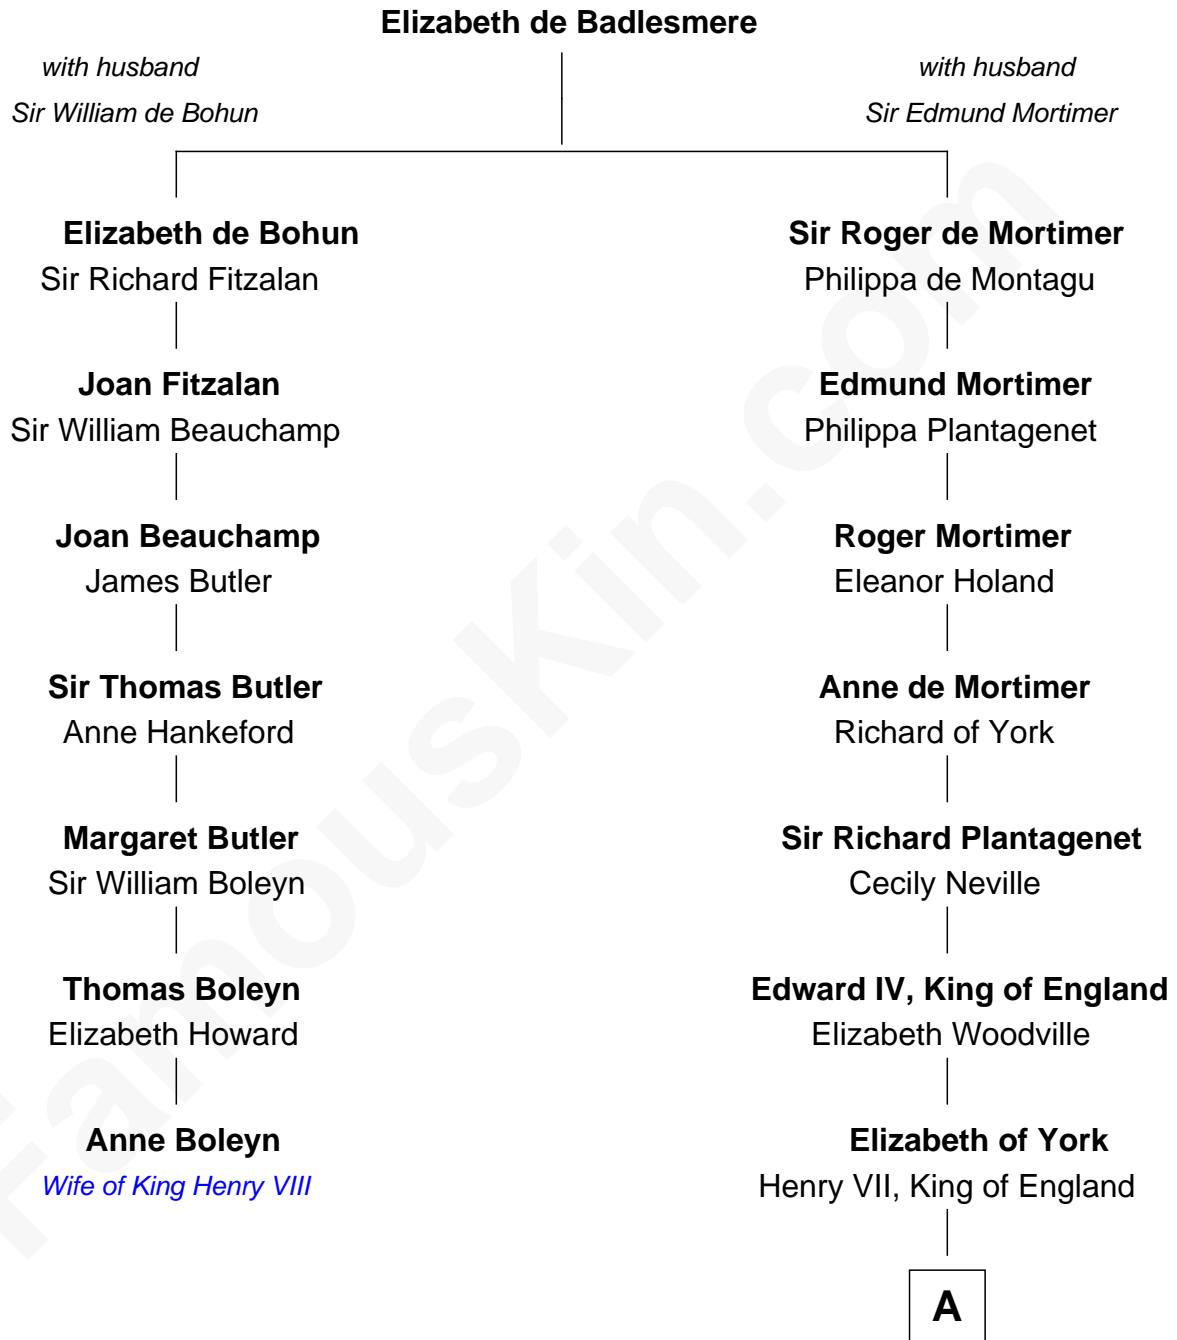 Elizabeth de Badlesmere
with husband
Sir William de Bohun
with husband
Sir Edmund Mortimer
Elizabeth de Bohun
Sir Richard Fitzalan
Joan Fitzalan
Sir William Beauchamp
Joan Beauchamp
James Butler
Sir Thomas Butler
Anne Hankeford
Margaret Butler
Sir William Boleyn
Thomas Boleyn
Elizabeth Howard
Anne Boleyn
Wife of King Henry VIII
Sir Roger de Mortimer
Philippa de Montagu
Edmund Mortimer
Philippa Plantagenet
Roger Mortimer
Eleanor Holand
Anne de Mortimer
Richard of York
Sir Richard Plantagenet
Cecily Neville
Edward IV, King of England
Elizabeth Woodville
Elizabeth of York
Henry VII, King of England
A
FamousKin.com